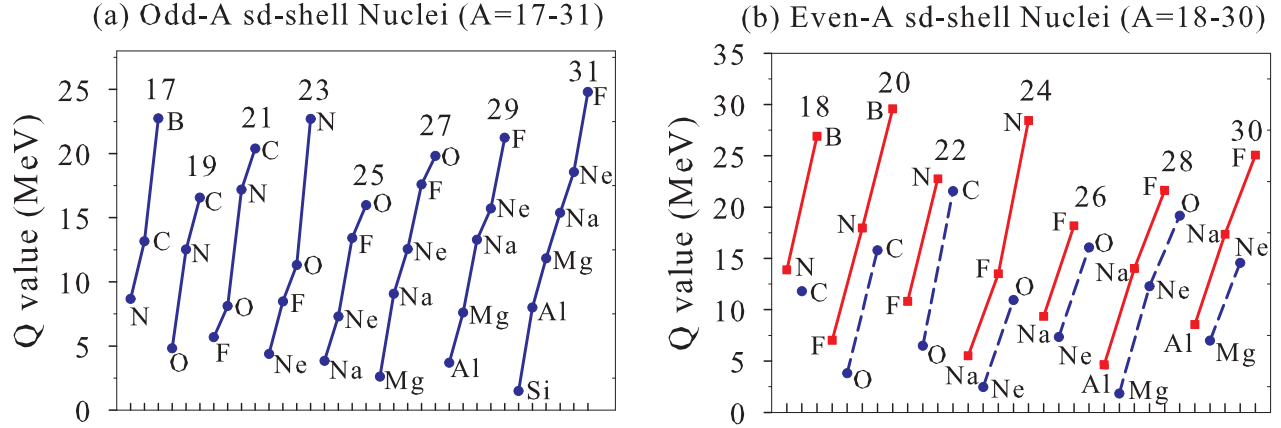 (a) Odd-A sd-shell Nuclei (A=17-31)
Q value (MeV)
25
20
15
10
5
0
17
B
C
N
19
C
N
O
21
C
N
O
F
23
N
O
F
Ne
25
O
F
Ne
Na
27
O
F
Ne
Na
Mg
29
F
Ne
Na
Mg
Al
31
F
Ne
Na
Mg
Al
Si
(b) Even-A sd-shell Nuclei (A=18-30)
Q value (MeV)
35
30
25
20
15
10
5
0
18
B
N
C
20
B
N
F
C
O
22
N
F
C
O
24
N
F
Na
O
Ne
26
F
Na
O
Ne
28
F
Na
Al
O
Ne
Mg
30
F
Na
Al
Ne
Mg